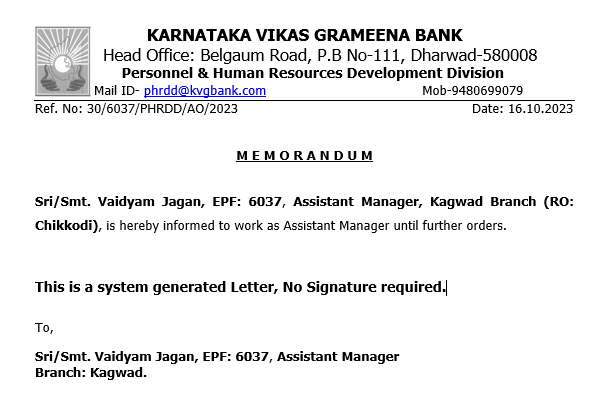 KARNATAKA VIKAS GRAMEENA BANK
Head Office: Belgaum Road, P.B No-111, Dharwad-580008
Personnel & Human Resources Development Division
Mail ID- phrdd@kvgbank.com Mob-9480699079
Ref. No: 30/6037/PHRDD/AO/2023 Date: 16.10.2023
MEMORANDUM
Sri/Smt. Vaidyam Jagan, EPF: 6037, Assistant Manager, Kagwad Branch (RO:
Chikkodi), is hereby informed to work as Assistant Manager until further orders.
This is a system generated Letter, No Signature required.
To,
Sri/Smt. Vaidyam Jagan, EPF: 6037, Assistant Manager
Branch: Kagwad.